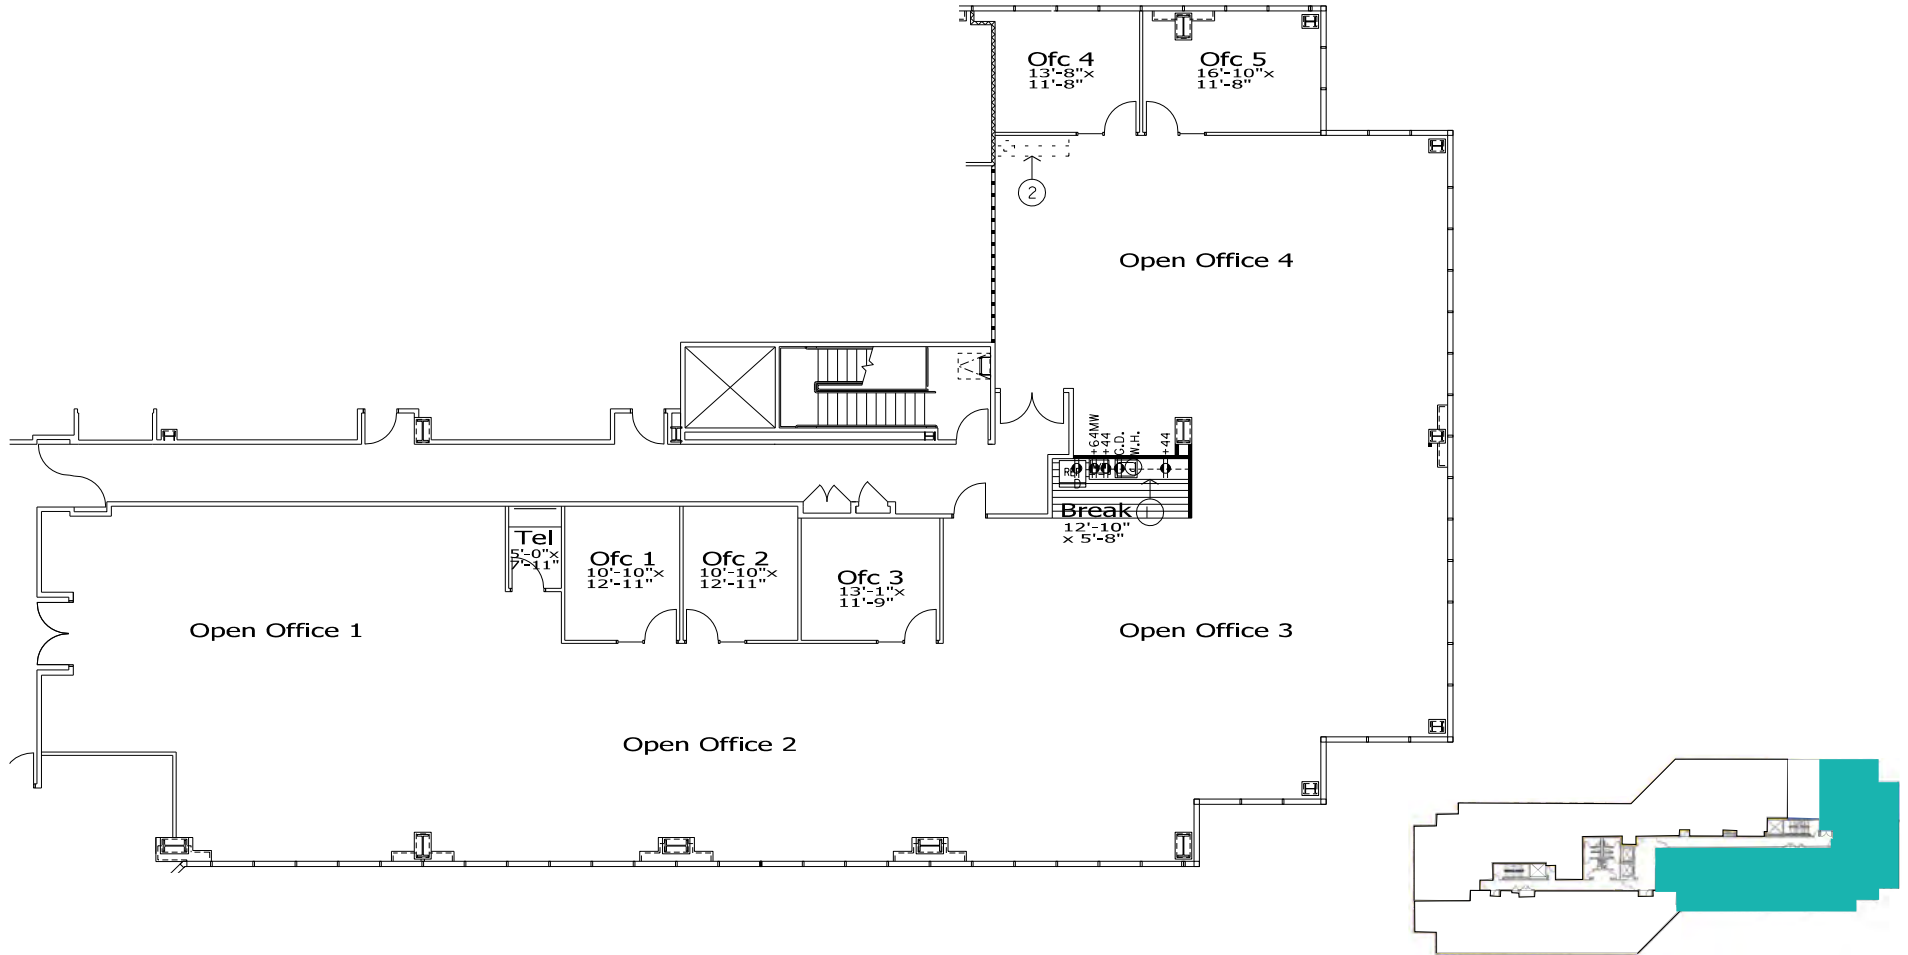 Ofc 4
13'-8"x
11'-8"
Ofc 5
16'-10"x
11'-8"
2
Open Office 4
+64MW
+44
G.D.
W.H.
+44
Break
12'-10"
x 5'-8"
1
Tel
5'-0"x
7'-11"
Ofc 1
10'-10"x
12'-11"
Ofc 2
10'-10"x
12'-11"
Ofc 3
13'-1"x
11'-9"
Open Office 1
Open Office 3
Open Office 2